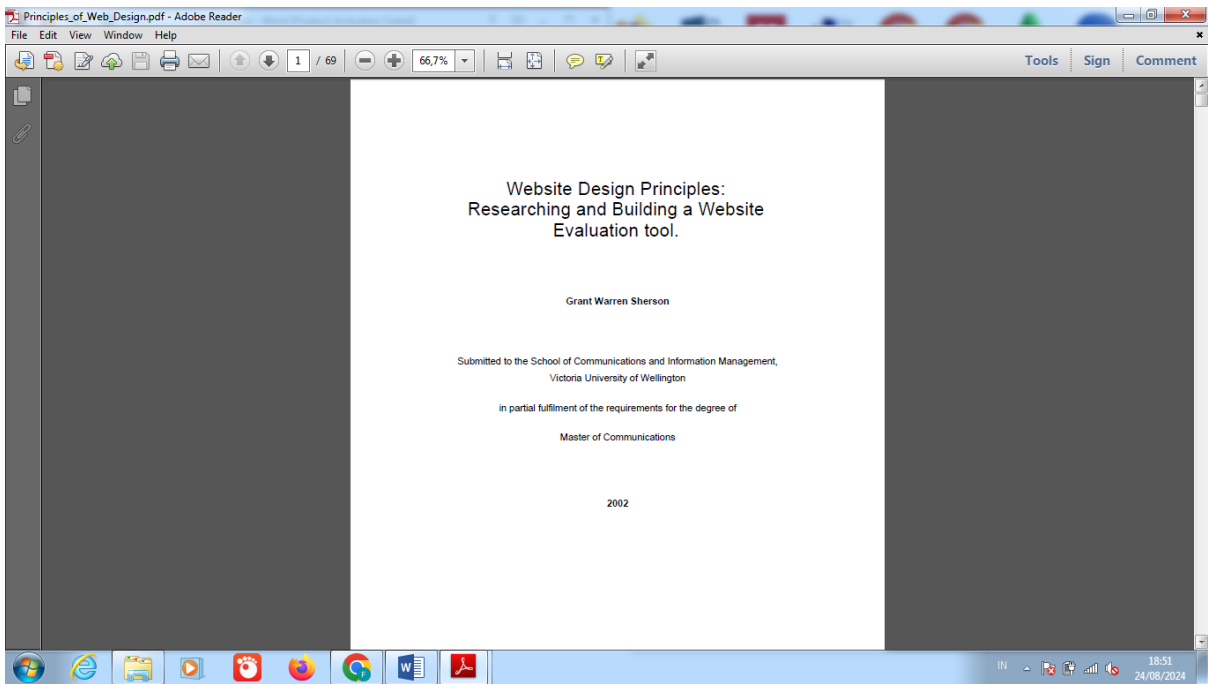 Principles_of_Web_Design.pdf - Adobe Reader
File Edit View Window Help
1 / 69 66,7% Tools Sign Comment
Website Design Principles:
Researching and Building a Website
Evaluation tool.
Grant Warren Sherson
Submitted to the School of Communications and Information Management,
Victoria University of Wellington
in partial fulfilment of the requirements for the degree of
Master of Communications
2002
IN 18:51
24/08/2024